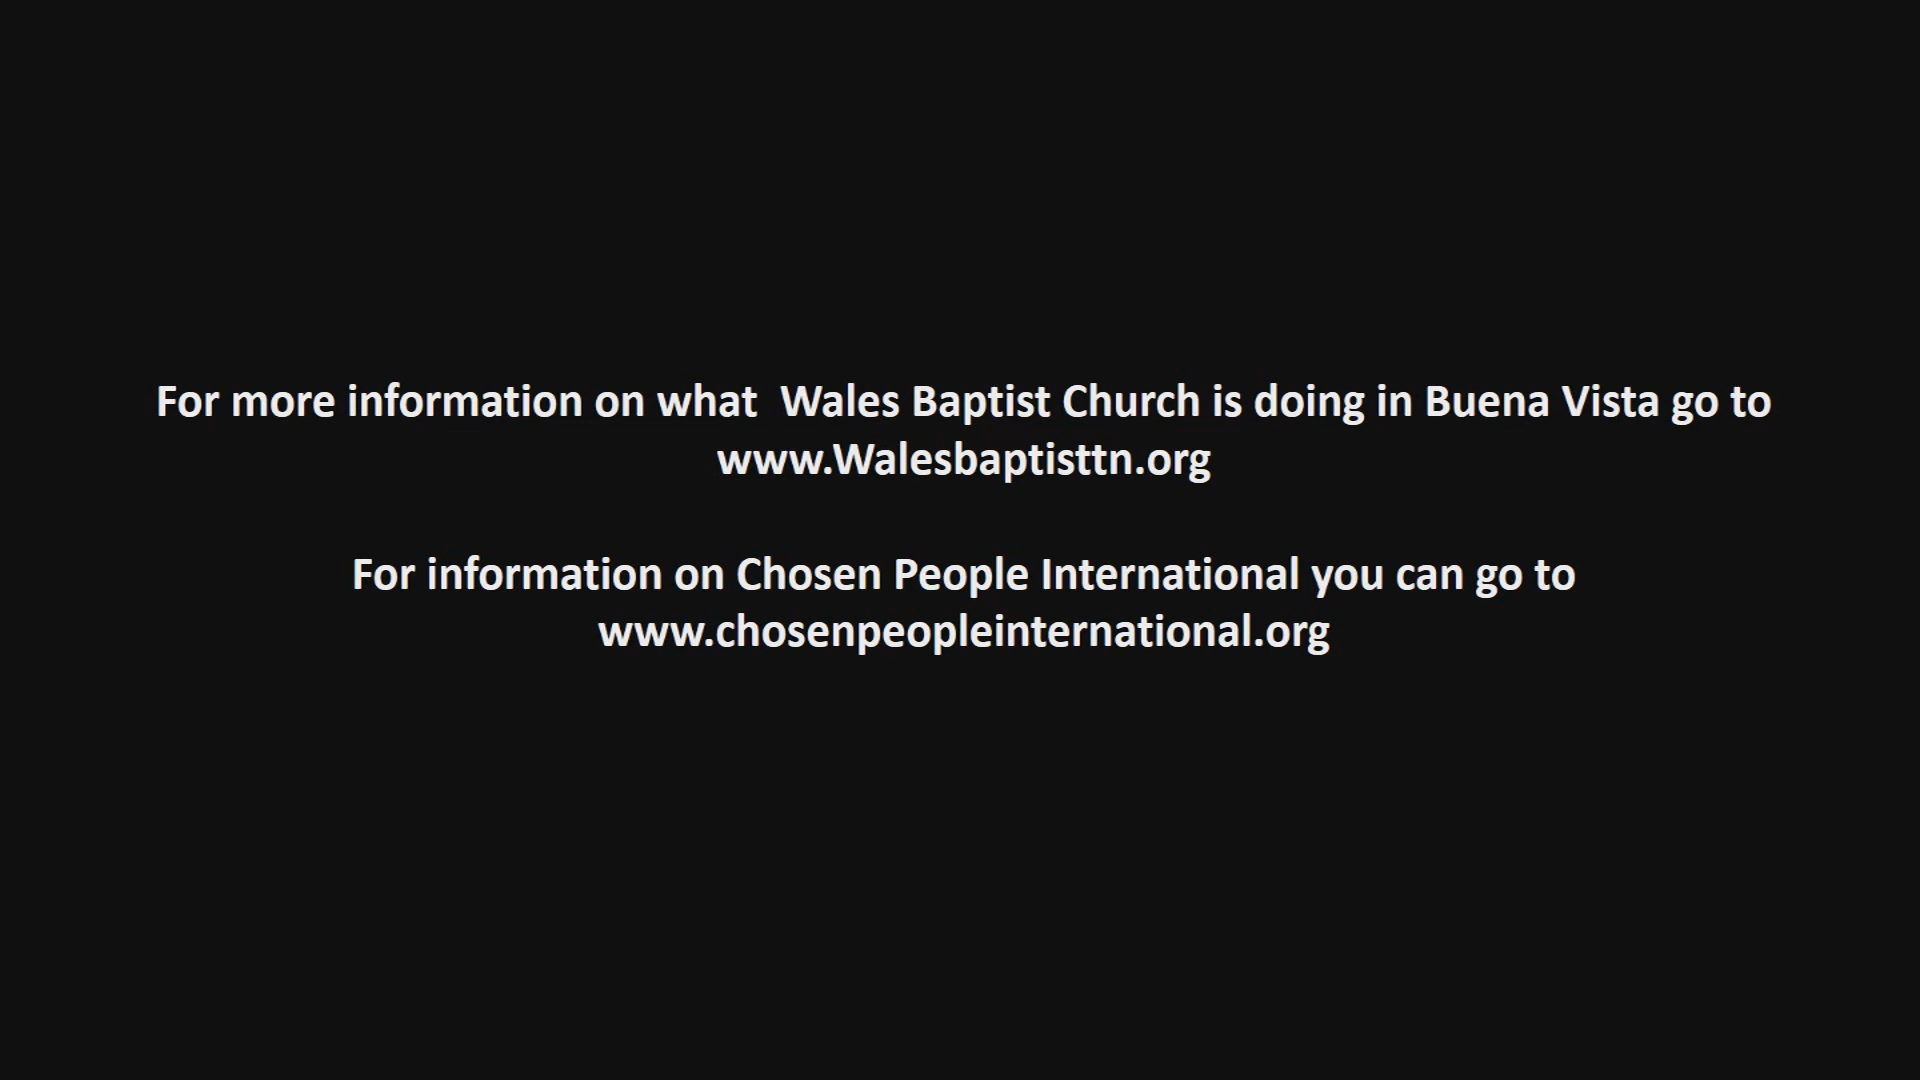 For more information on what  Wales Baptist Church is doing in Buena Vista go to
www.Walesbaptisttn.org
For information on Chosen People International you can go to
www.chosenpeopleinternational.org